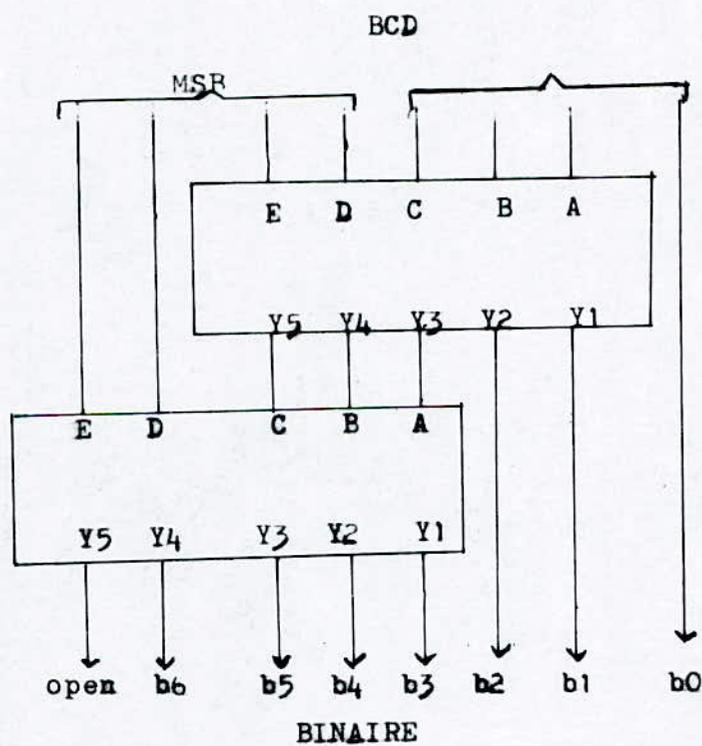 BCD
MSB
E D C B A
Y5 Y4 Y3 Y2 Y1
E D C B A
Y5 Y4 Y3 Y2 Y1
open b6 b5 b4 b3 b2 b1 b0
BINAIRE